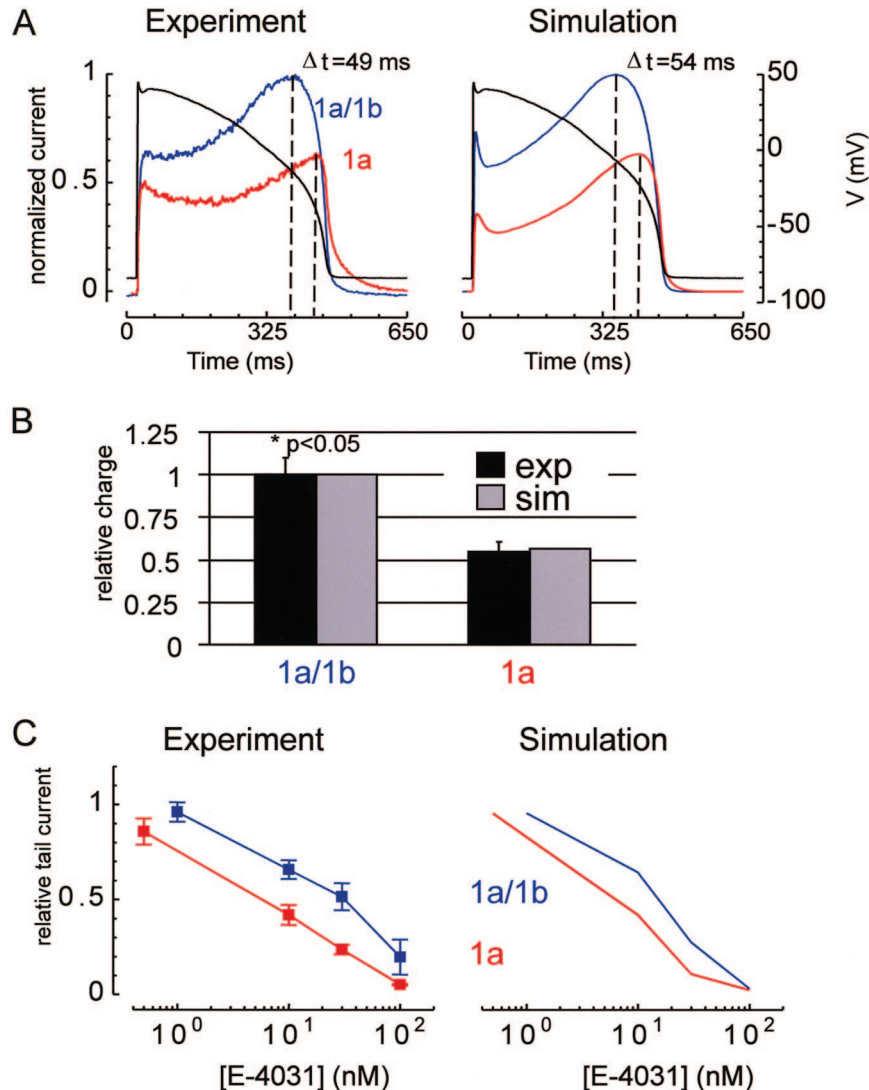 A
Experiment
Simulation
Δ t=49 ms
Δ t=54 ms
1
0.5
0
normalized current
1a/1b
1a
50
0
-50
-100
V (mV)
0 325 650
0 325 650
Time (ms)
Time (ms)
B
1.25
1
0.75
0.5
0.25
0
relative charge
* p<0.05
exp
sim
1a/1b
1a
C
Experiment
Simulation
1
0.5
0
relative tail current
1a/1b
1a
10⁰ 10¹ 10²
10⁰ 10¹ 10²
[E-4031] (nM)
[E-4031] (nM)